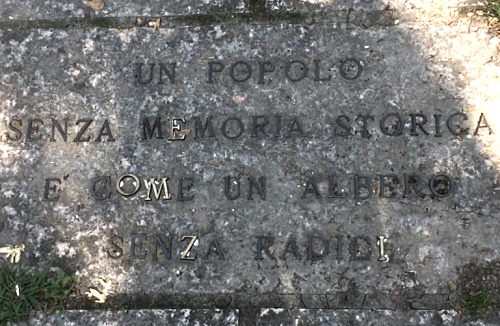 UN POPOLO
SENZA MEMORIA STORICA
E COME UN ALBERO
SENZA RADICI